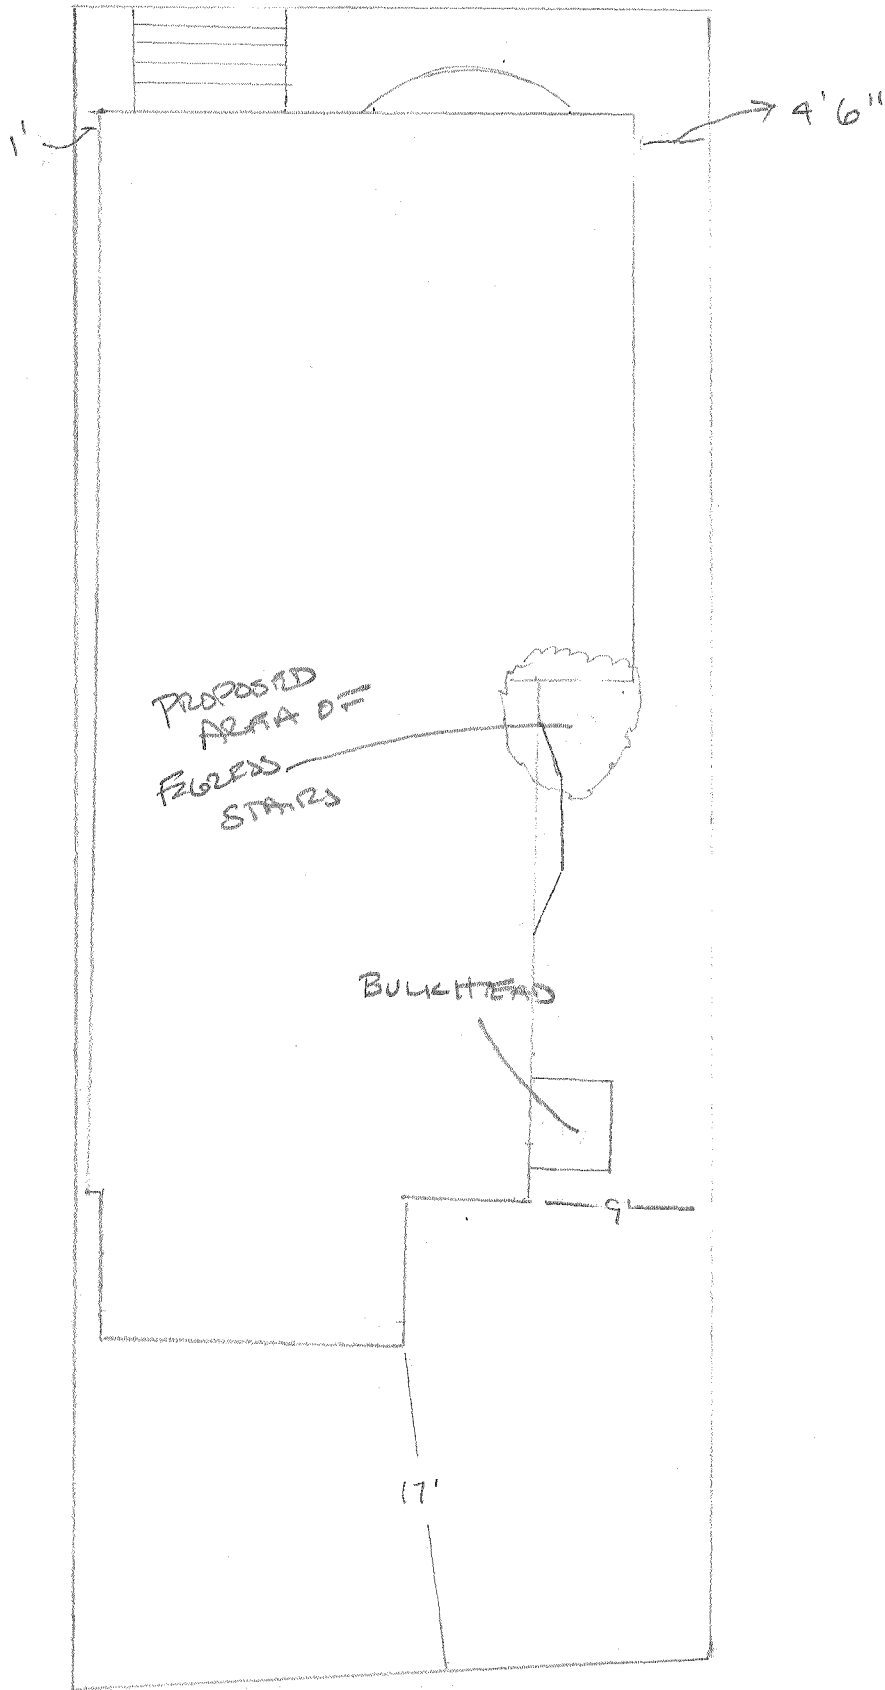 4'6"
1'
PROPOSED
AREA OF
EGRESS
STAIRS
BULKHEAD
9'
17'